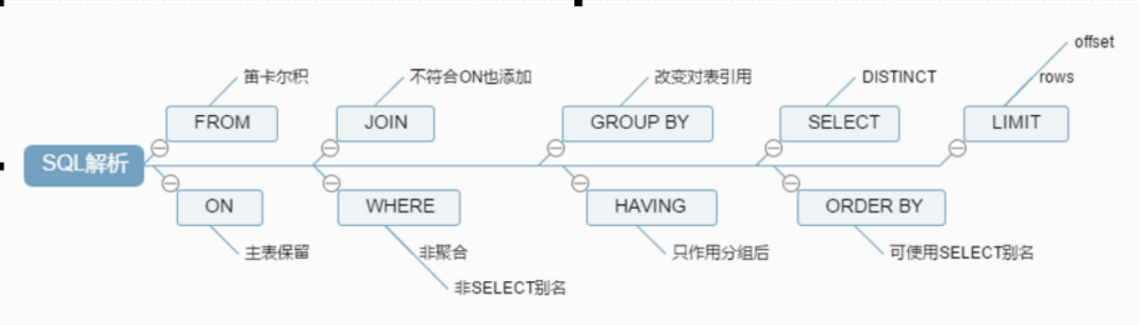 offset
笛卡尔积
不符合ON也添加
改变对表引用
DISTINCT
rows
FROM
JOIN
GROUP BY
SELECT
LIMIT
SQL解析
ON
WHERE
HAVING
ORDER BY
主表保留
非聚合
只作用分组后
可使用SELECT别名
非SELECT别名